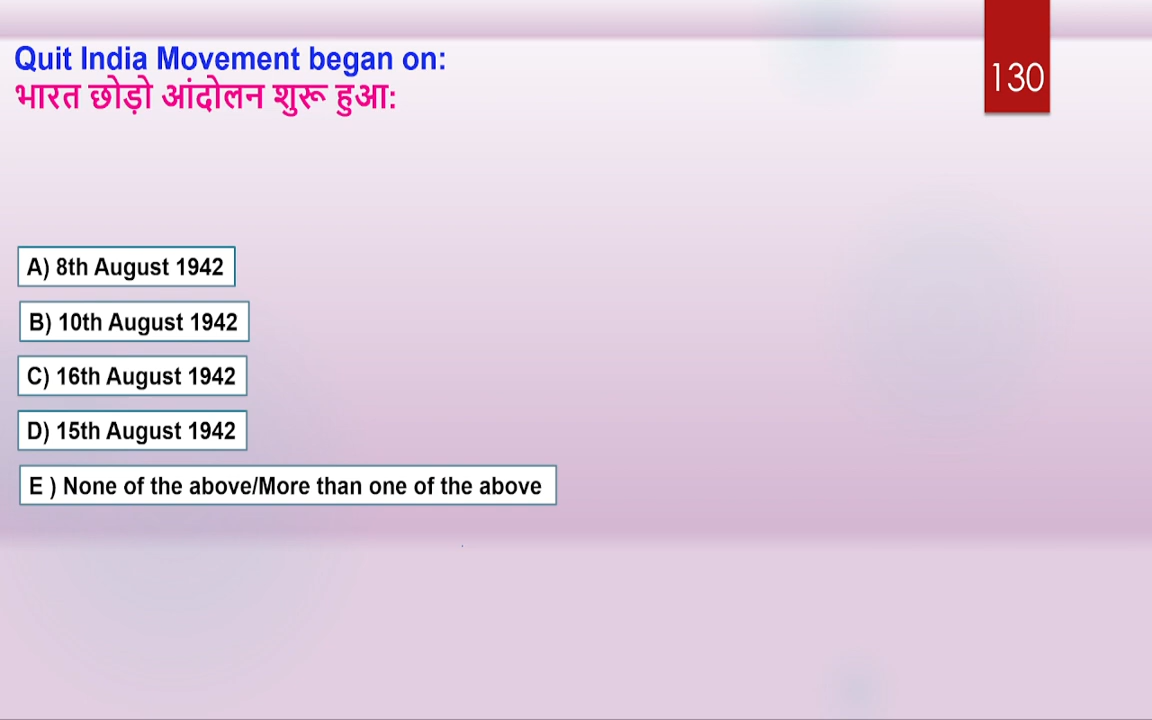 Quit India Movement began on:
130
भारत छोड़ो आंदोलन शुरू हुआ:
A) 8th August 1942
B) 10th August 1942
C) 16th August 1942
D) 15th August 1942
E ) None of the above/More than one of the above